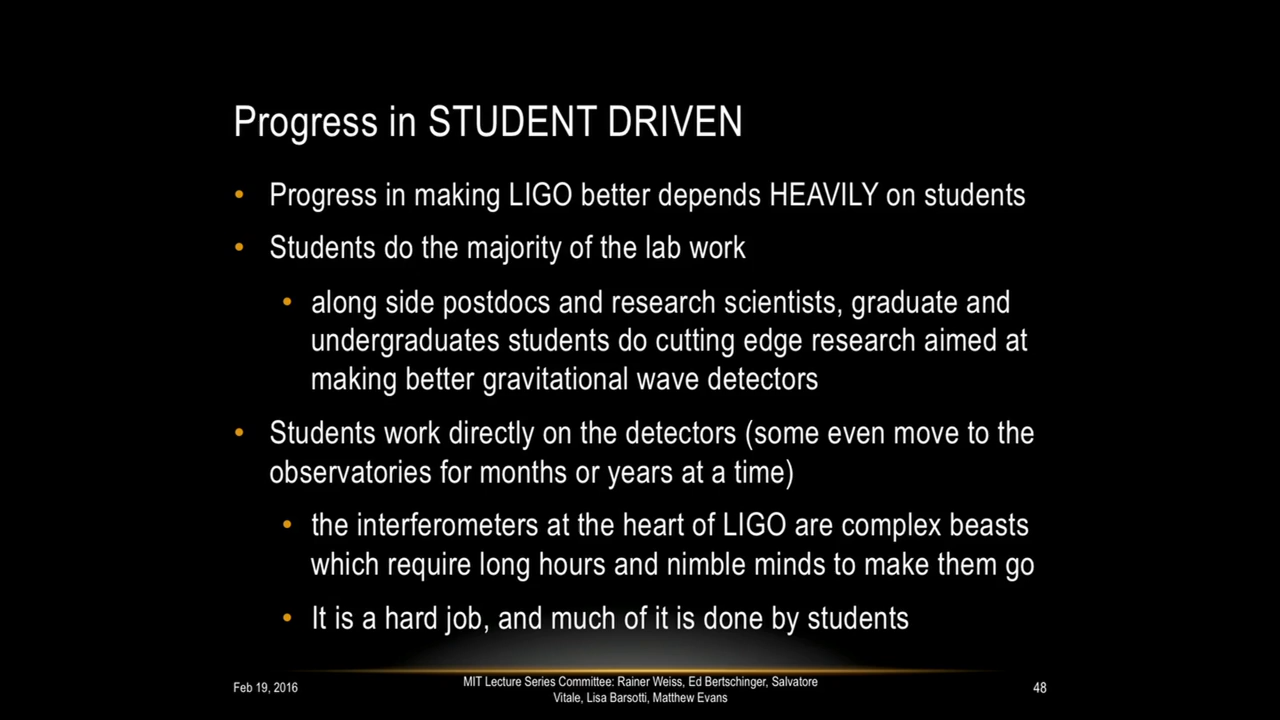 Progress in STUDENT DRIVEN
• Progress in making LIGO better depends HEAVILY on students
• Students do the majority of the lab work
• along side postdocs and research scientists, graduate and
undergraduates students do cutting edge research aimed at
making better gravitational wave detectors
• Students work directly on the detectors (some even move to the
observatories for months or years at a time)
• the interferometers at the heart of LIGO are complex beasts
which require long hours and nimble minds to make them go
• It is a hard job, and much of it is done by students
Feb 19, 2016
MIT Lecture Series Committee: Rainer Weiss, Ed Bertschinger, Salvatore
Vitale, Lisa Barsotti, Matthew Evans
48